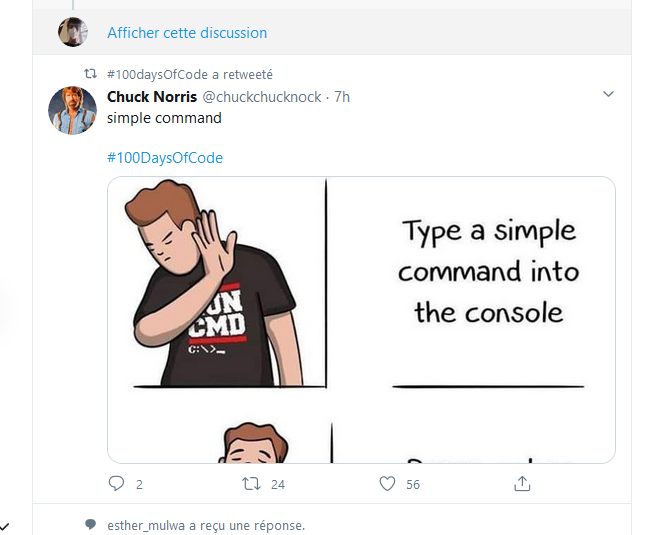 Afficher cette discussion
#100daysOfCode a retweeté
Chuck Norris @chuckchucknock · 7h
simple command
#100DaysOfCode
Type a simple
command into
the console
CMD
C:\>_
2 24 56
esther_mulwa a reçu une réponse.